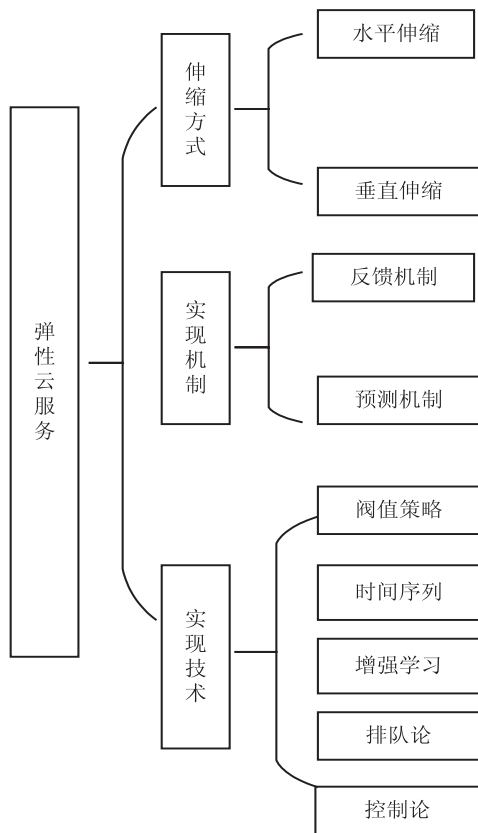 弹性云服务
伸缩方式
水平伸缩
垂直伸缩
实现机制
反馈机制
预测机制
实现技术
阀值策略
时间序列
增强学习
排队论
控制论